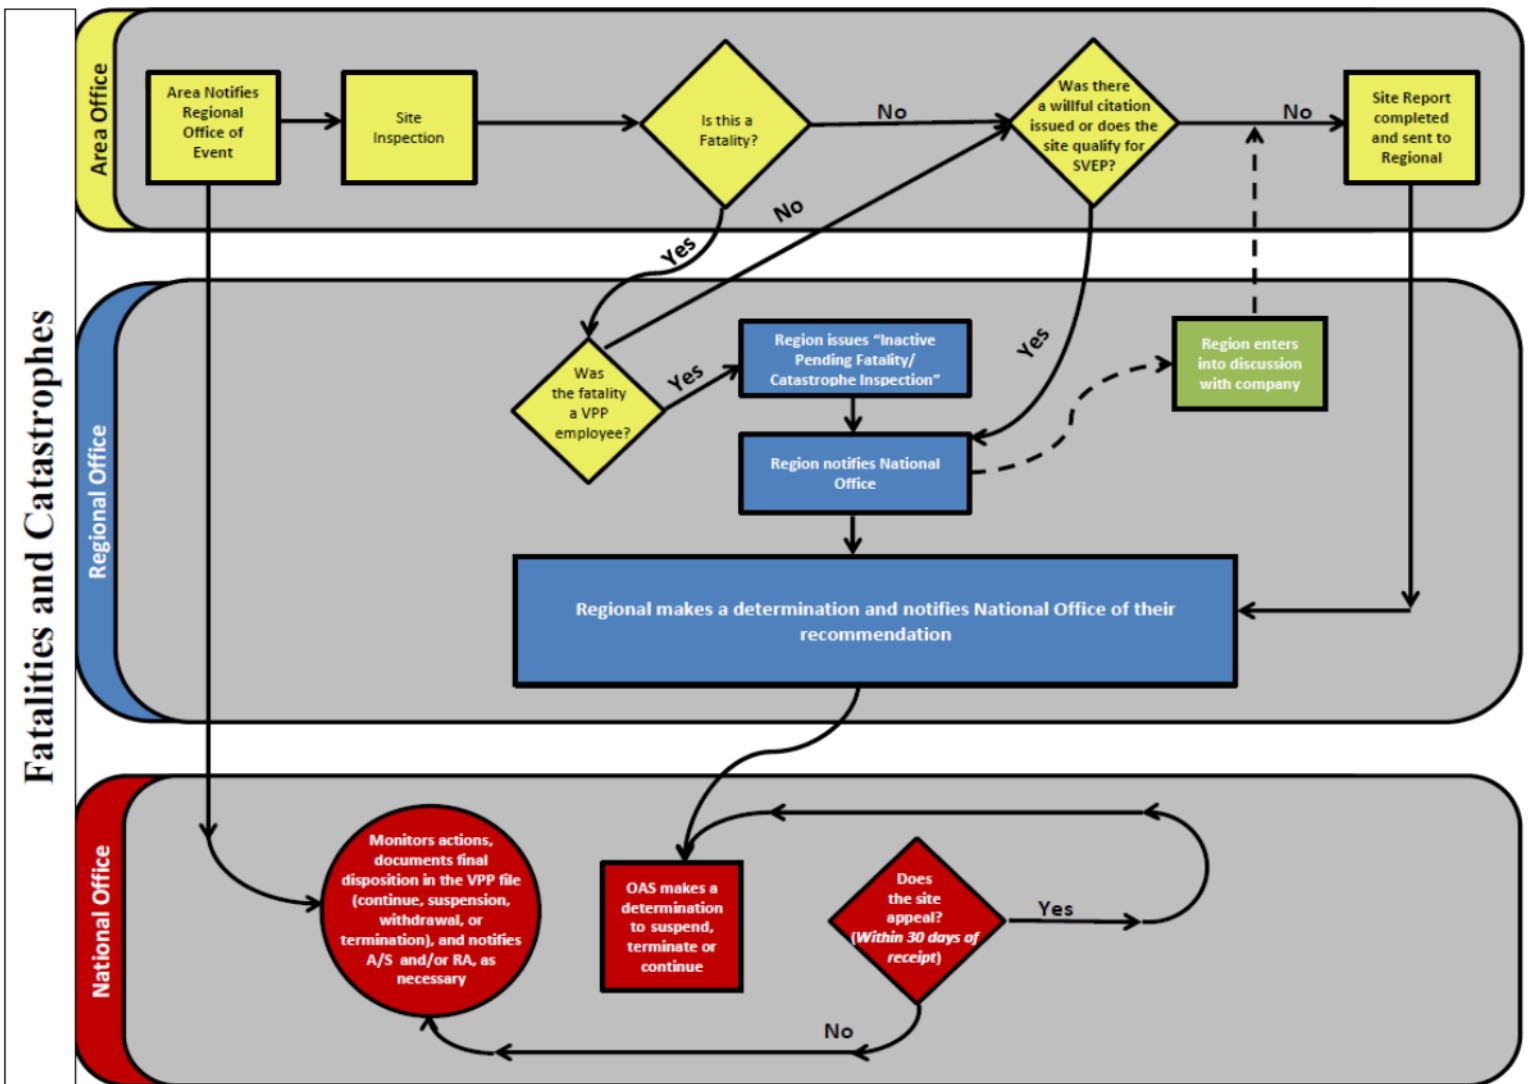 Fatalities and Catastrophes
Area Office
Area Notifies
Regional
Office of
Event
Site
Inspection
Is this a
Fatality?
No
Was there
a willful citation
issued or does the
site qualify for
SVEP?
No
Site Report
completed
and sent to
Regional
Yes
No
Yes
Regional Office
Was
the fatality
a VPP
employee?
Yes
Region issues “Inactive
Pending Fatality/
Catastrophe Inspection”
Region notifies National
Office
Region enters
into discussion
with company
Regional makes a determination and notifies National Office of their
recommendation
National Office
Monitors actions,
documents final
disposition in the VPP file
(continue, suspension,
withdrawal, or
termination), and notifies
A/S and/or RA, as
necessary
OAS makes a
determination
to suspend,
terminate or
continue
Does
the site
appeal?
(Within 30 days of
receipt)
Yes
No